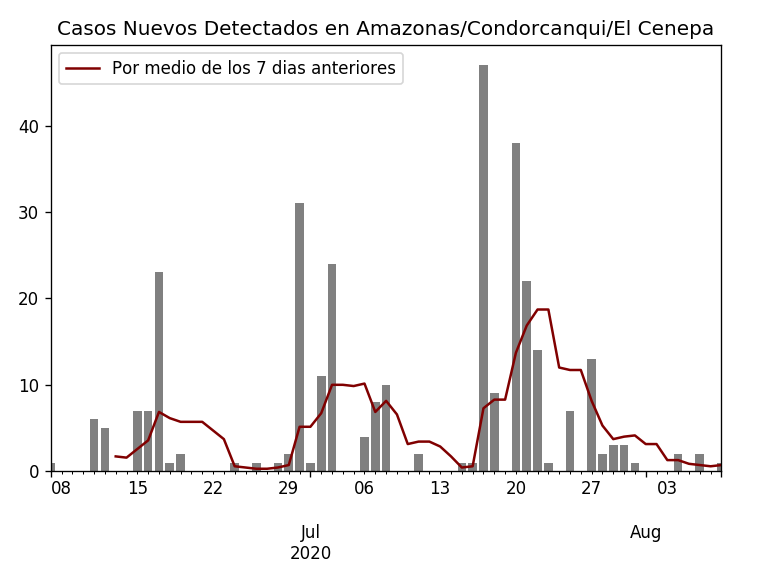 Casos Nuevos Detectados en Amazonas/Condorcanqui/El Cenepa
Por medio de los 7 dias anteriores
40
30
20
10
0
08 15 22 29 06 13 20 27 03
Jul Aug
2020